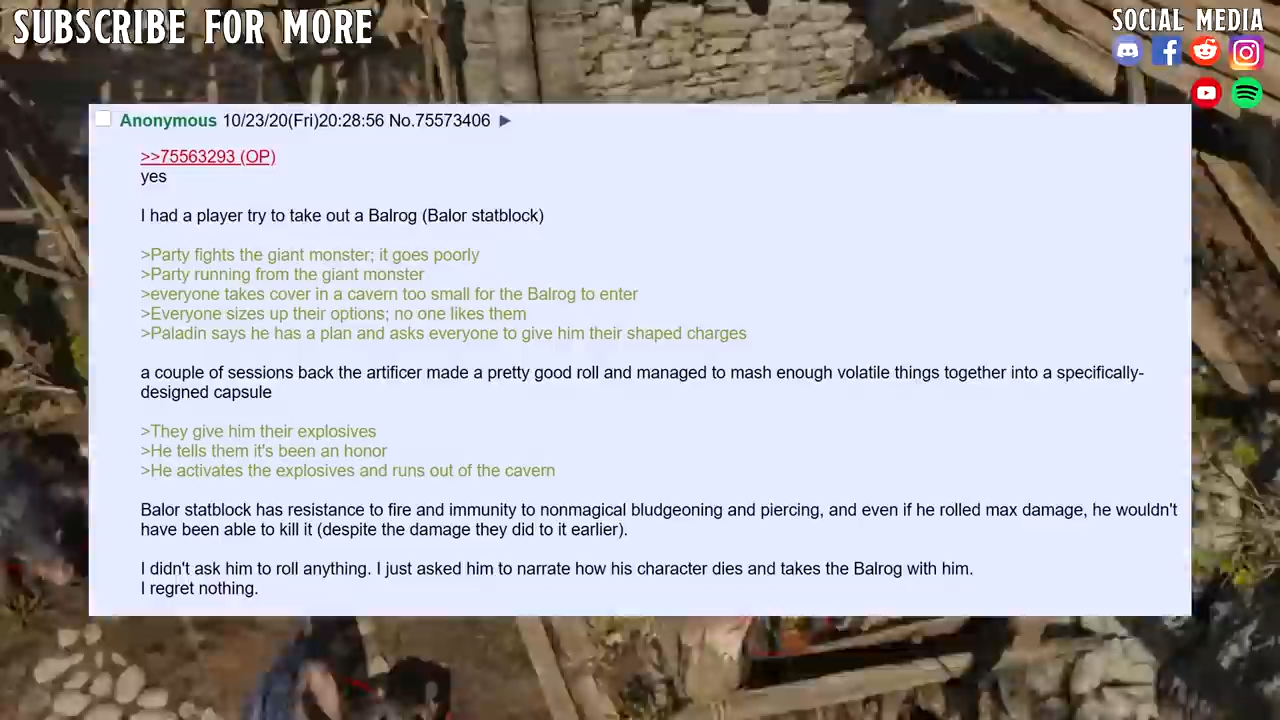 SUBSCRIBE FOR MORE
SOCIAL MEDIA
Anonymous 10/23/20(Fri)20:28:56 No.75573406 ▶
>>75563293 (OP)
yes
I had a player try to take out a Balrog (Balor statblock)
>Party fights the giant monster; it goes poorly
>Party running from the giant monster
>everyone takes cover in a cavern too small for the Balrog to enter
>Everyone sizes up their options; no one likes them
>Paladin says he has a plan and asks everyone to give him their shaped charges
a couple of sessions back the artificer made a pretty good roll and managed to mash enough volatile things together into a specifically-
designed capsule
>They give him their explosives
>He tells them it's been an honor
>He activates the explosives and runs out of the cavern
Balor statblock has resistance to fire and immunity to nonmagical bludgeoning and piercing, and even if he rolled max damage, he wouldn't
have been able to kill it (despite the damage they did to it earlier).
I didn't ask him to roll anything. I just asked him to narrate how his character dies and takes the Balrog with him.
I regret nothing.